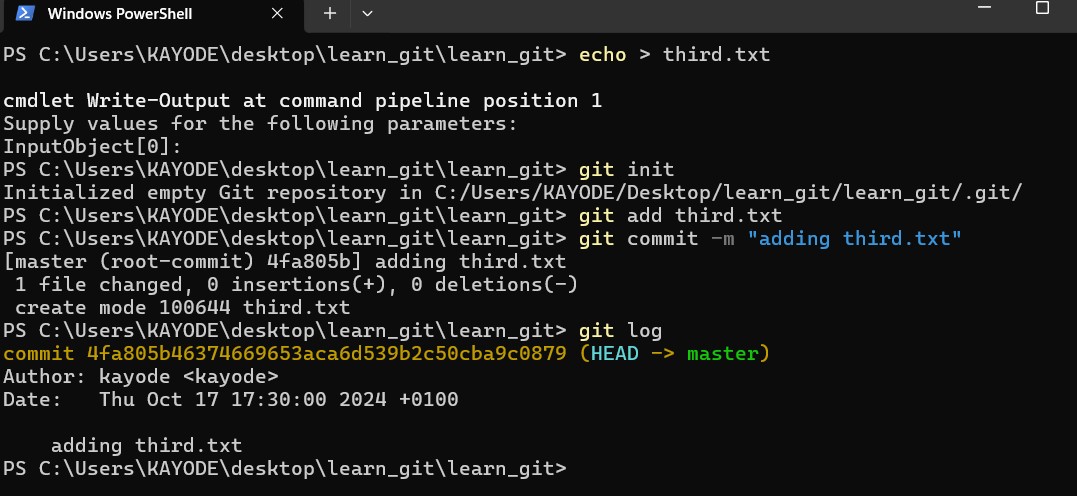 Windows PowerShell
PS C:\Users\KAYODE\desktop\learn_git\learn_git> echo > third.txt
cmdlet Write-Output at command pipeline position 1
Supply values for the following parameters:
InputObject[0]:
PS C:\Users\KAYODE\desktop\learn_git\learn_git> git init
Initialized empty Git repository in C:/Users/KAYODE/Desktop/learn_git/learn_git/.git/
PS C:\Users\KAYODE\desktop\learn_git\learn_git> git add third.txt
PS C:\Users\KAYODE\desktop\learn_git\learn_git> git commit -m "adding third.txt"
[master (root-commit) 4fa805b] adding third.txt
 1 file changed, 0 insertions(+), 0 deletions(-)
 create mode 100644 third.txt
PS C:\Users\KAYODE\desktop\learn_git\learn_git> git log
commit 4fa805b46374669653aca6d539b2c50cba9c0879 (HEAD -> master)
Author: kayode <kayode>
Date:   Thu Oct 17 17:30:00 2024 +0100
    adding third.txt
PS C:\Users\KAYODE\desktop\learn_git\learn_git>